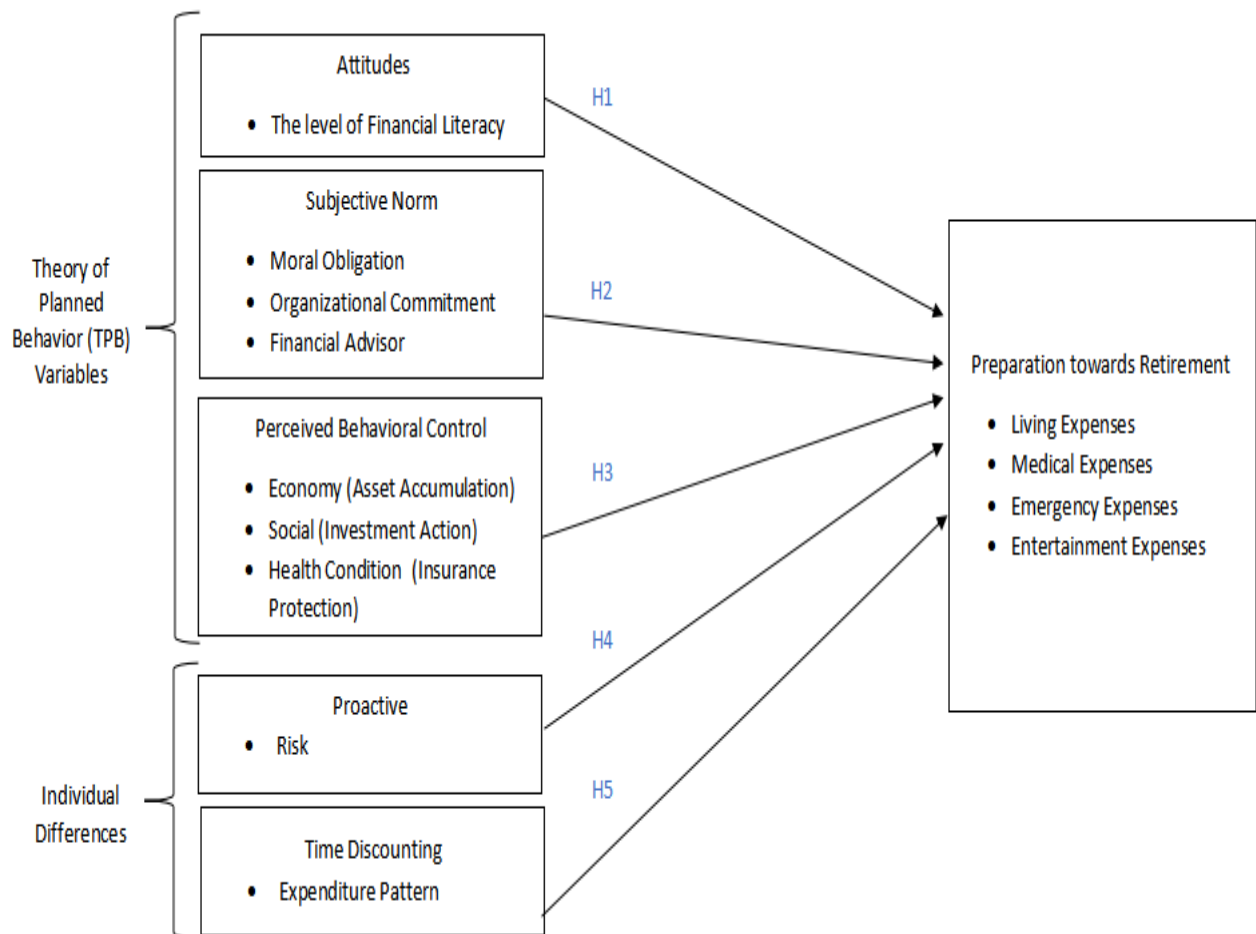 Theory of
Planned
Behavior (TPB)
Variables
Attitudes
• The level of Financial Literacy
Subjective Norm
• Moral Obligation
• Organizational Commitment
• Financial Advisor
Perceived Behavioral Control
• Economy (Asset Accumulation)
• Social (Investment Action)
• Health Condition (Insurance
Protection)
Individual
Differences
Proactive
• Risk
Time Discounting
• Expenditure Pattern
H1
H2
H3
H4
H5
Preparation towards Retirement
• Living Expenses
• Medical Expenses
• Emergency Expenses
• Entertainment Expenses